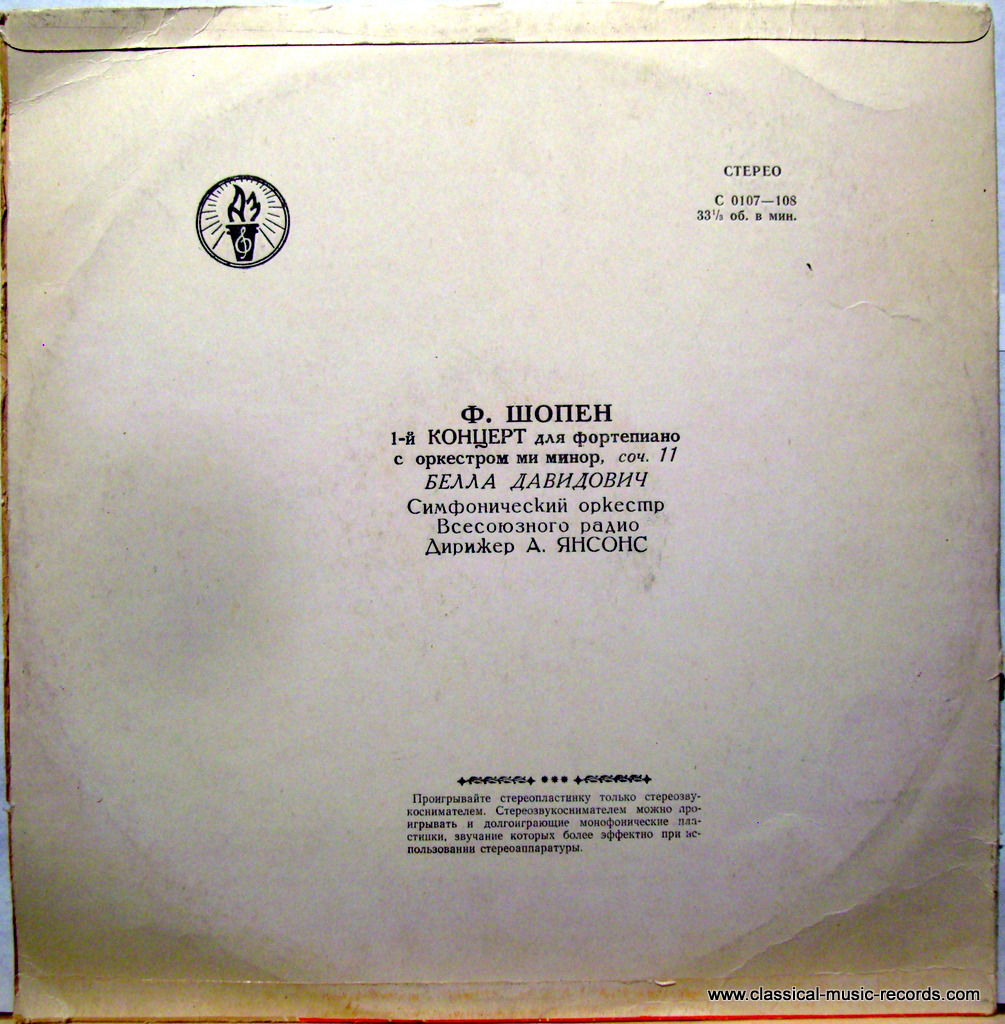 АЗ
СТЕРЕО
С 0107—108
33⅓ об. в мин.
Ф. ШОПЕН
1-й КОНЦЕРТ для фортепиано
с оркестром ми минор, соч. 11
БЕЛЛА ДАВИДОВИЧ
Симфонический оркестр
Всесоюзного радио
Дирижер А. ЯНСОНС
Проигрывайте стереопластинку только стереозву-
коснимателем. Стереозвукоснимателем можно про-
игрывать и долгоиграющие монофонические пла-
стинки, звучание которых более эффектно при ис-
пользовании стереоаппаратуры.
www.classical-music-records.com